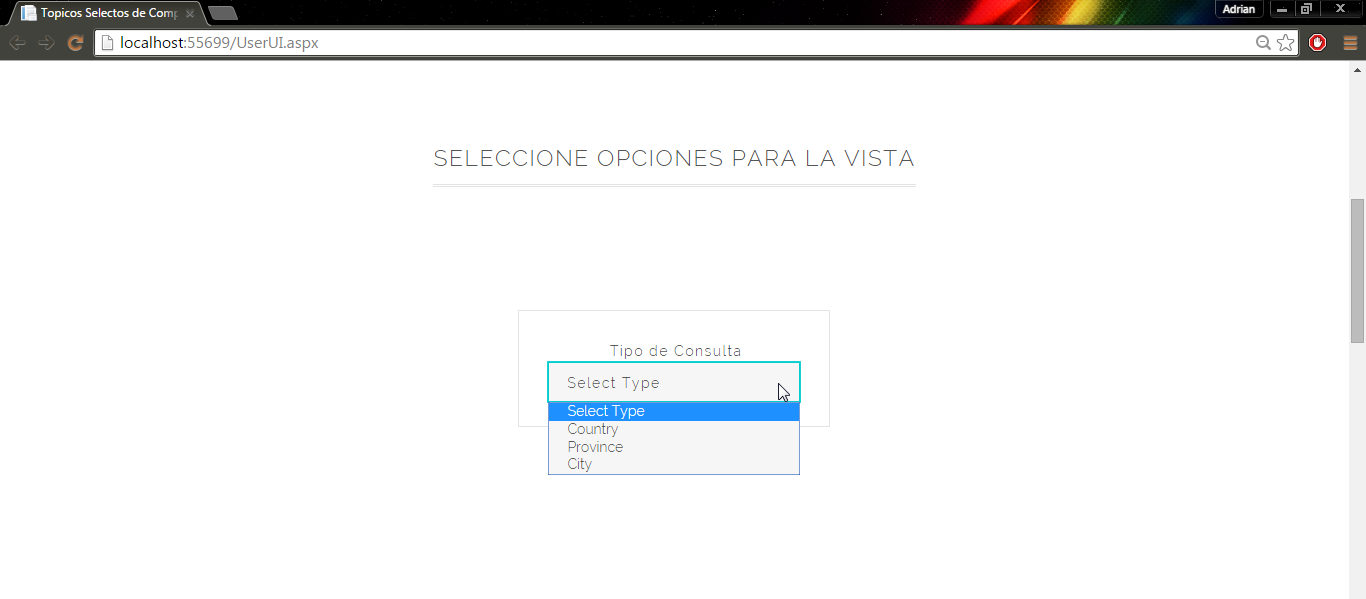 Topicos Selectos de Comp
Adrian
localhost:55699/UserUI.aspx
SELECCIONE OPCIONES PARA LA VISTA
Tipo de Consulta
Select Type
Select Type
Country
Province
City